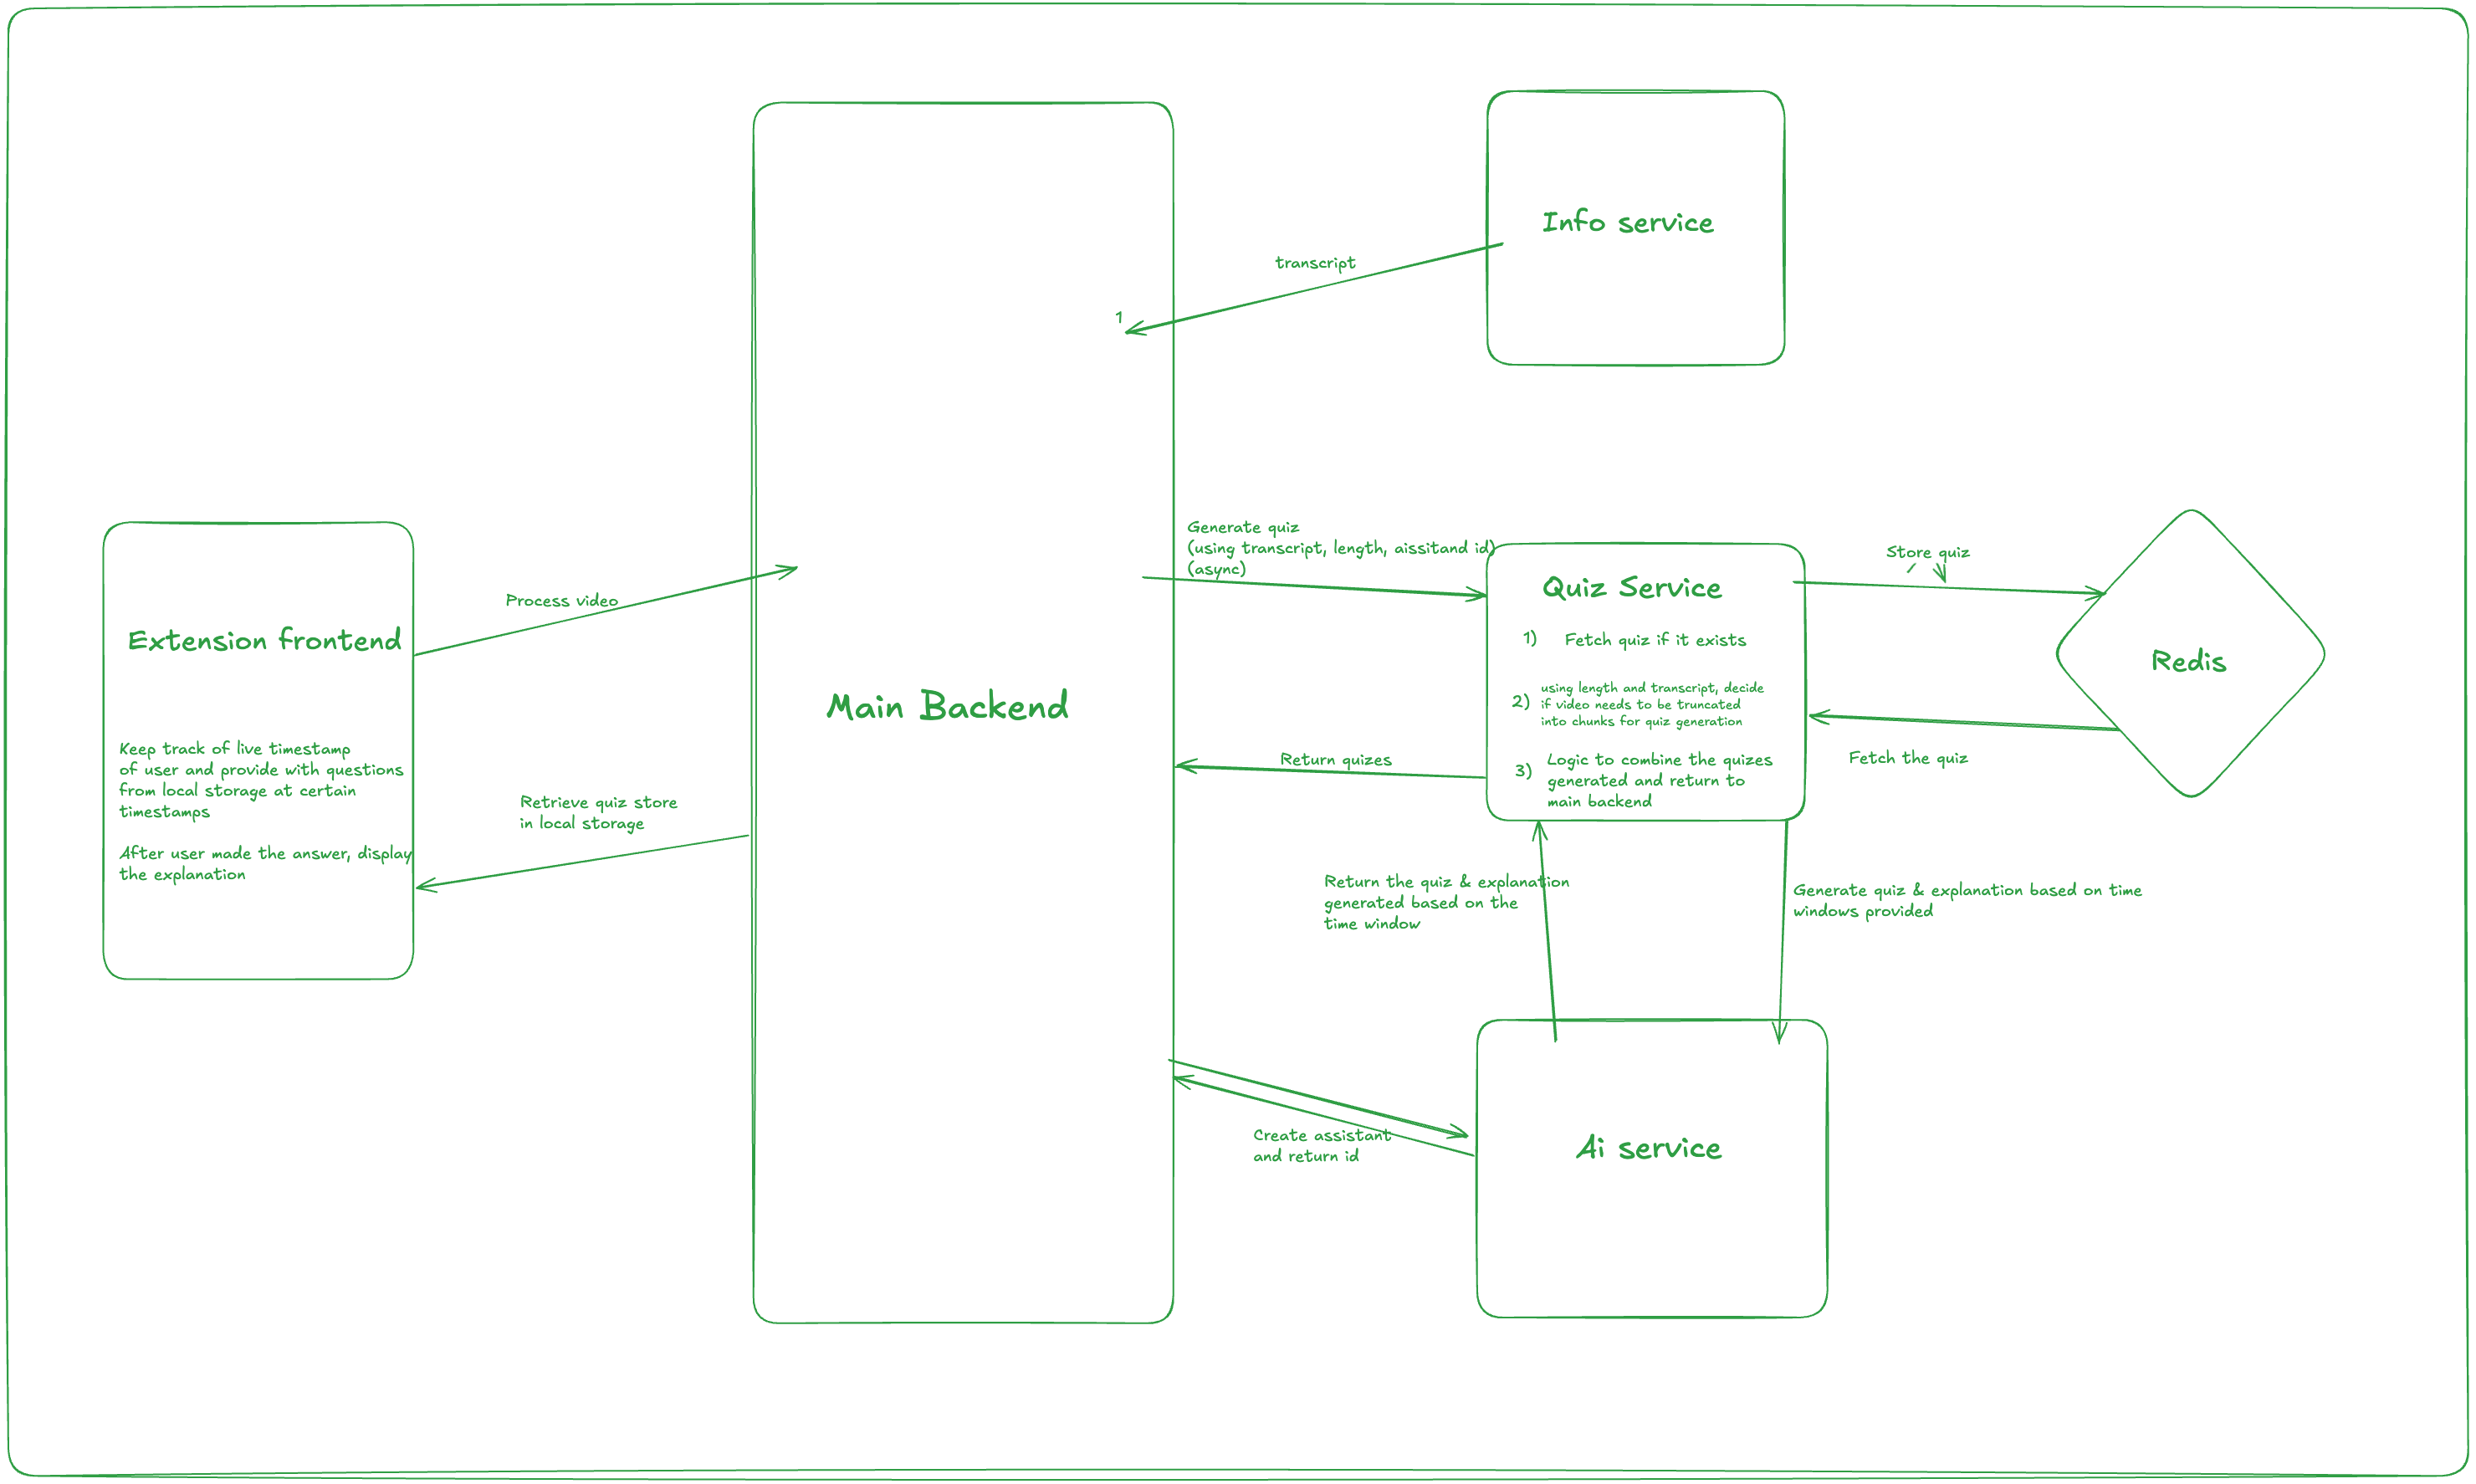 Info service
transcript
1
Generate quiz
(using transcript, length, aissitand id)
(async)
Store quiz
Quiz Service
Process video
1) Fetch quiz if it exists
Extension frontend
Redis
2) using length and transcript, decide
if video needs to be truncated
into chunks for quiz generation
Main Backend
Keep track of live timestamp
of user and provide with questions
from local storage at certain
timestamps
Return quizes
3) Logic to combine the quizes
generated and return to
main backend
Fetch the quiz
Retrieve quiz store
in local storage
After user made the answer, display
the explanation
Return the quiz & explanation
generated based on the
time window
Generate quiz & explanation based on time
windows provided
Create assistant
and return id
Ai service